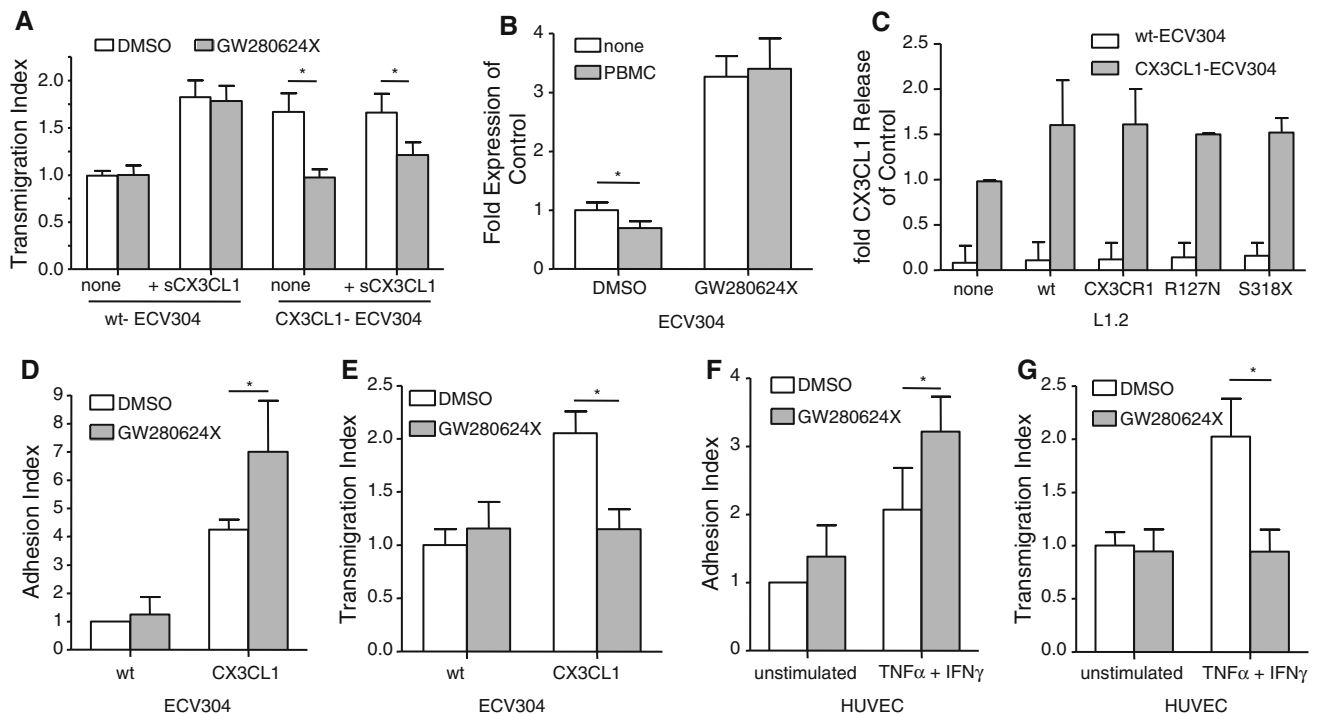 A
DMSO GW280624X
Transmigration Index
2.0
1.5
1.0
0.5
0.0
* *
none + sCX3CL1 none + sCX3CL1
wt- ECV304 CX3CL1- ECV304
B
none
PBMC
Fold Expression of
Control
4
3
2
1
0
*
DMSO GW280624X
ECV304
C
wt-ECV304
CX3CL1-ECV304
fold CX3CL1 Release
of Control
2.5
2.0
1.5
1.0
0.5
0.0
none wt CX3CR1 R127N S318X
L1.2
D
DMSO
GW280624X
Adhesion Index
9
8
7
5
4
2
1
0
*
wt CX3CL1
ECV304
E
DMSO
GW280624X
Transmigration Index
2.5
2.0
1.5
1.0
0.5
0.0
*
wt CX3CL1
ECV304
F
DMSO
GW280624X
Adhesion Index
4
3
2
1
0
*
unstimulated TNFα + IFNγ
HUVEC
G
DMSO
GW280624X
Transmigration Index
2.5
2.0
1.5
1.0
0.5
0.0
*
unstimulated TNFα + IFNγ
HUVEC